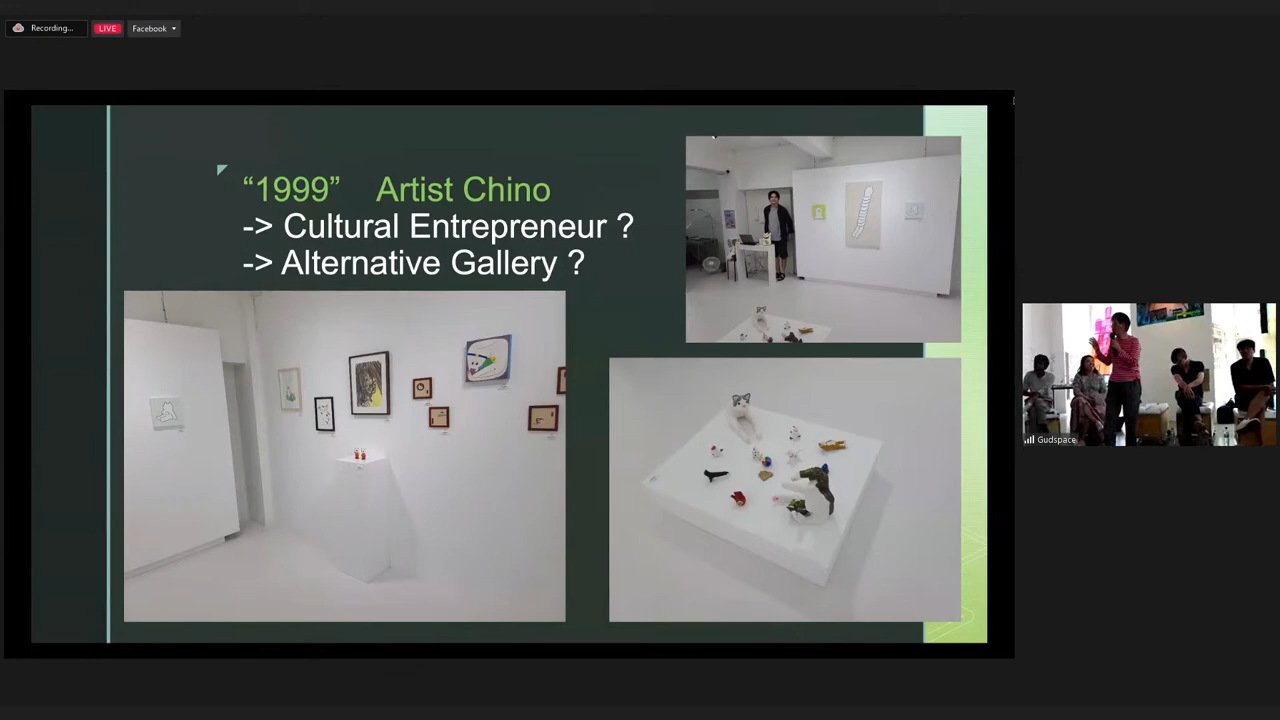 Recording...
LIVE
Facebook
“1999” Artist Chino
-> Cultural Entrepreneur ?
-> Alternative Gallery ?
Gudspace